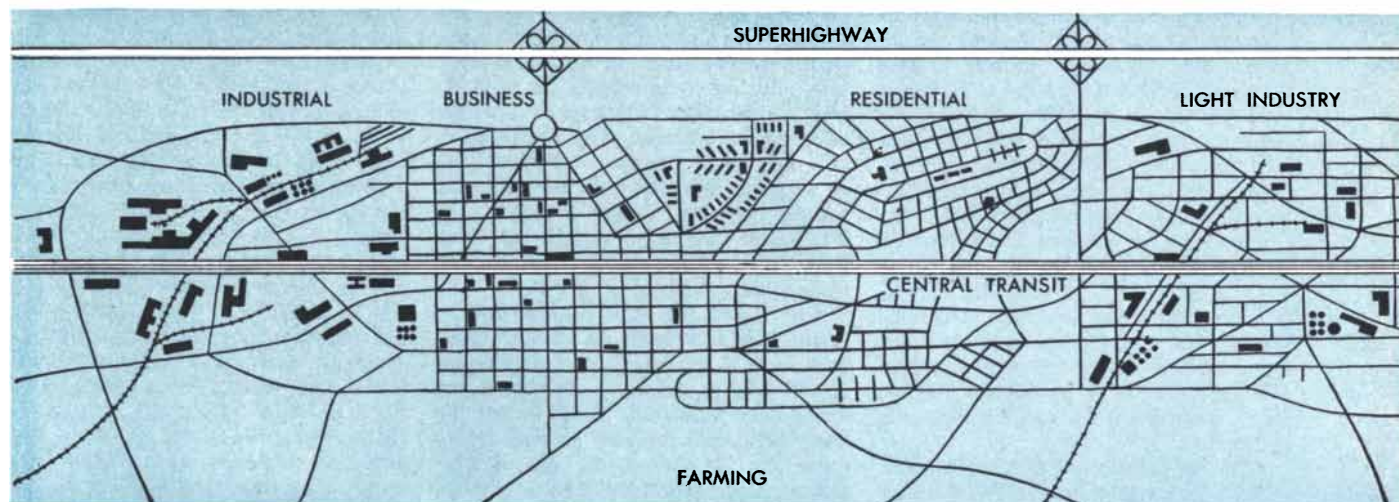 SUPERHIGHWAY
INDUSTRIAL
BUSINESS
RESIDENTIAL
LIGHT INDUSTRY
CENTRAL TRANSIT
FARMING